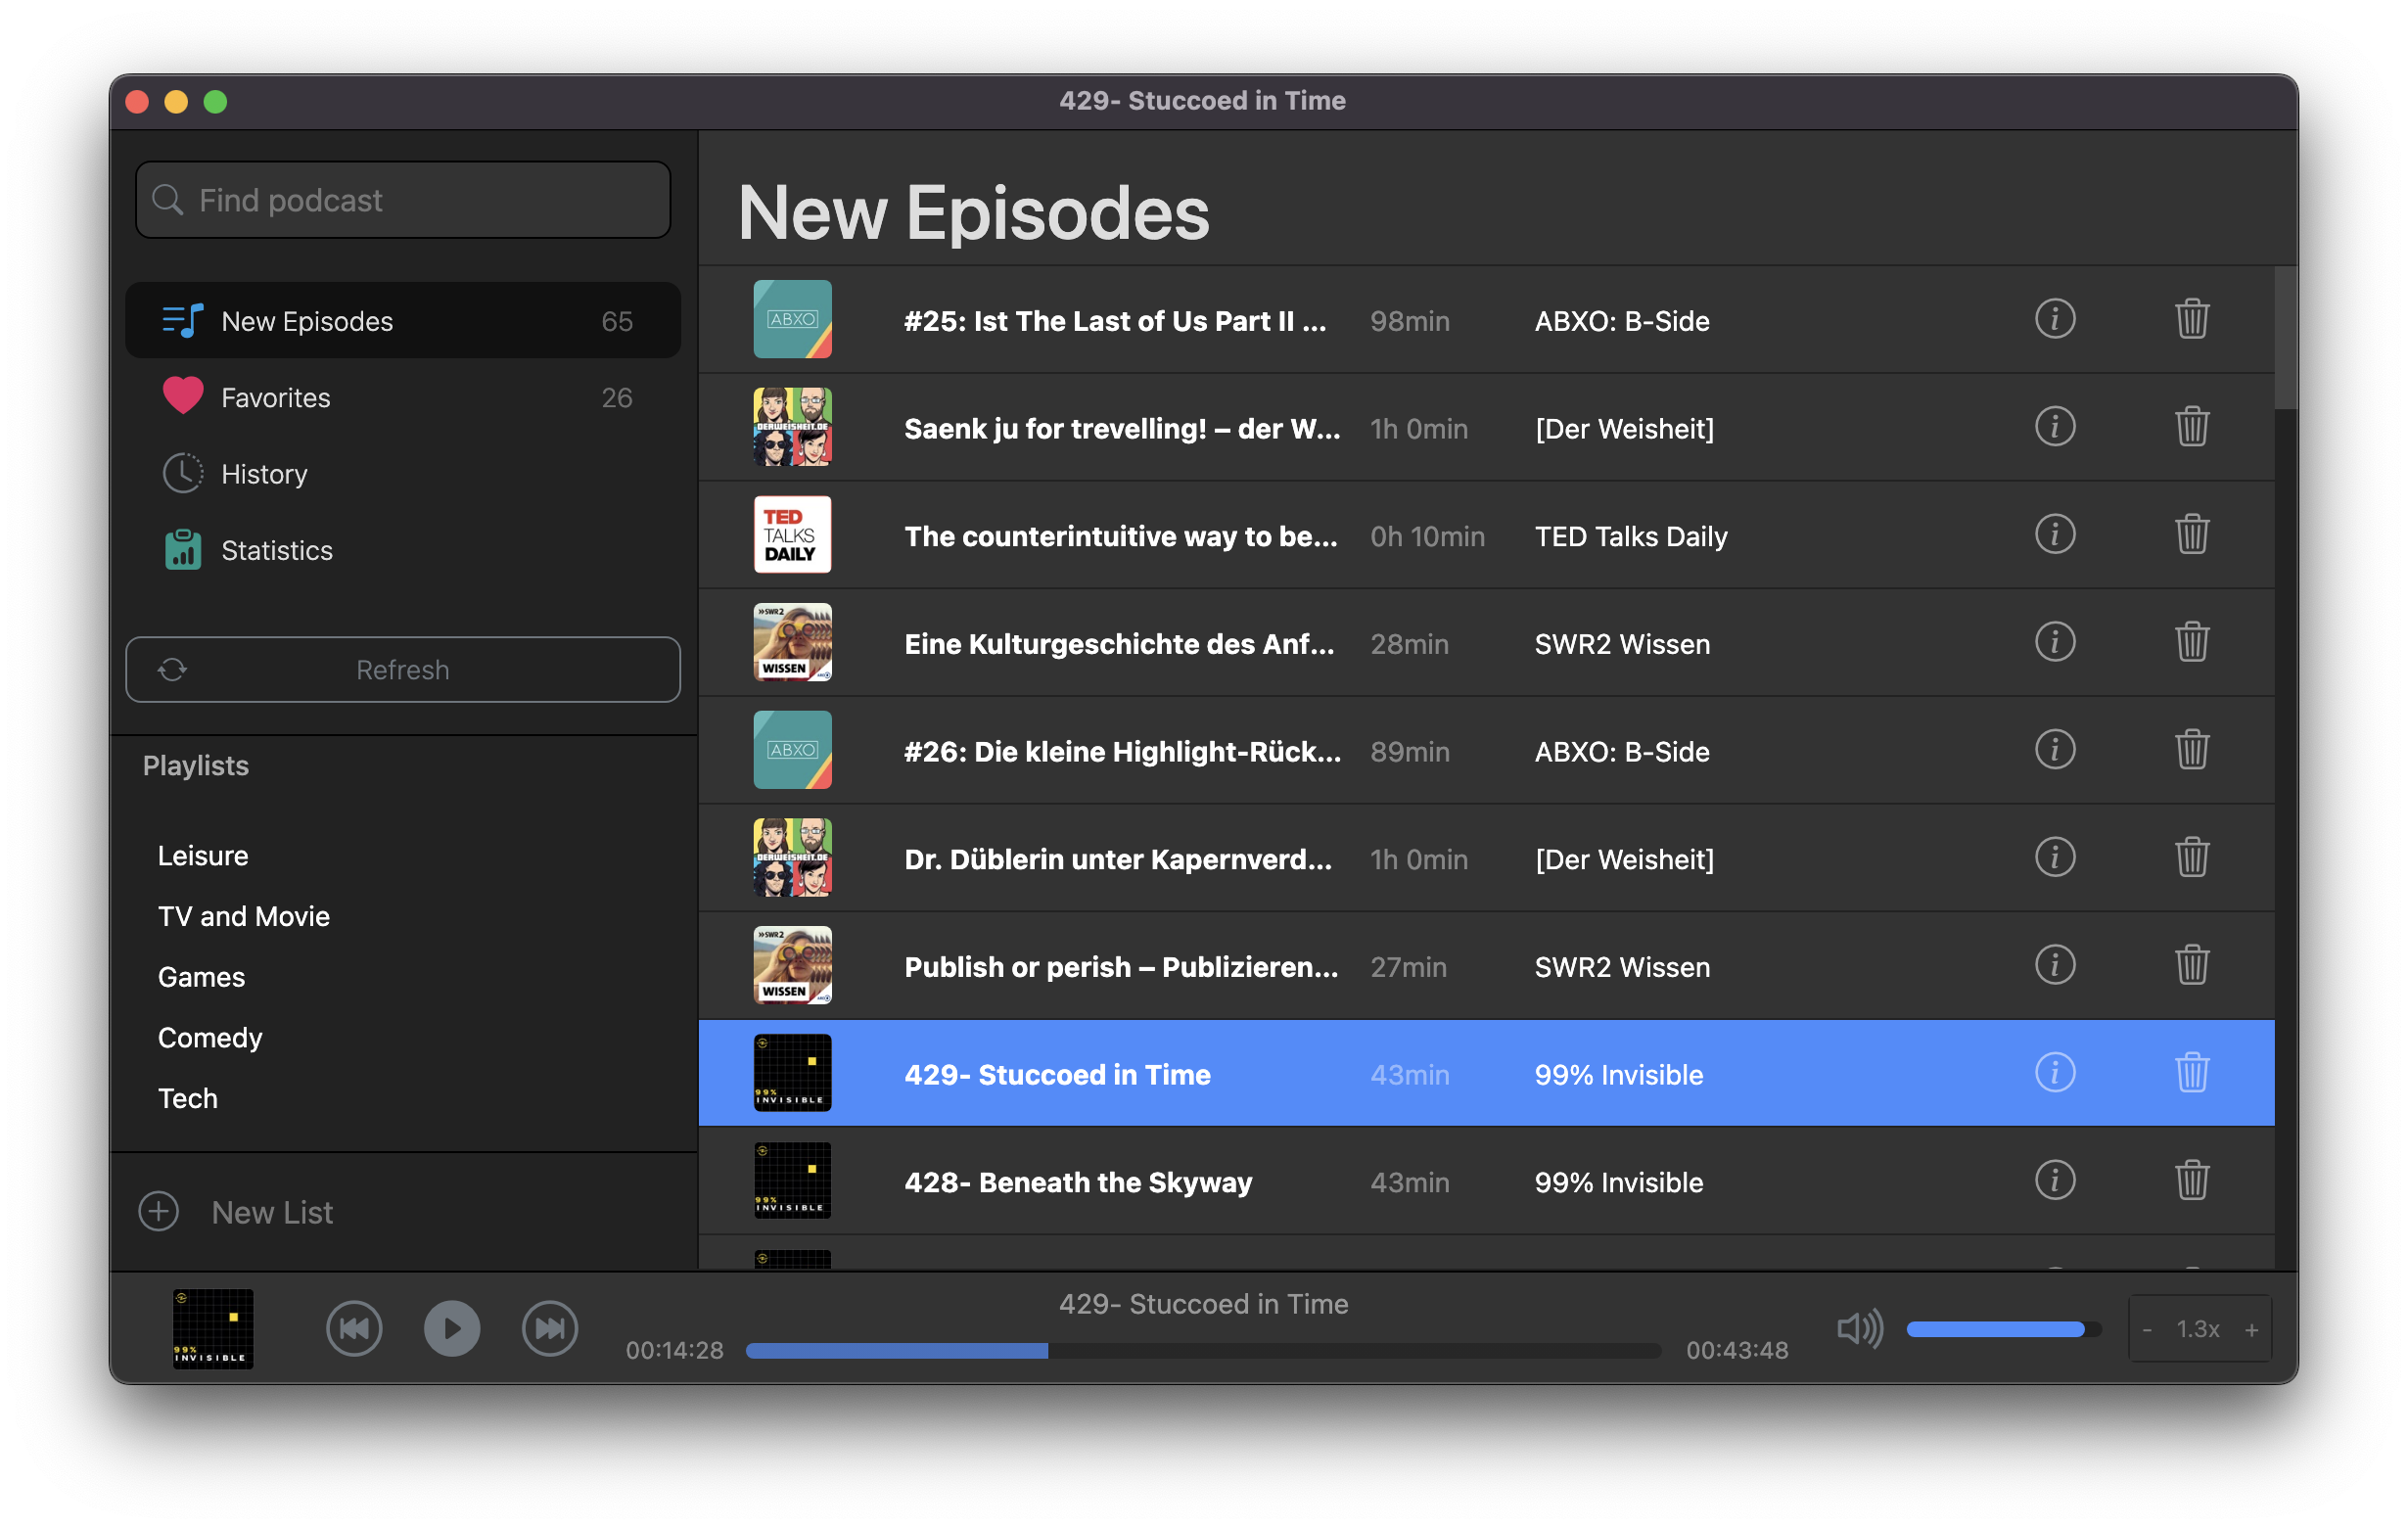 429- Stuccoed in Time
Find podcast
New Episodes 65
Favorites 26
History
Statistics
Refresh
Playlists
Leisure
TV and Movie
Games
Comedy
Tech
New List
New Episodes
ABXO #25: Ist The Last of Us Part II ... 98min ABXO: B-Side
DERWEISHEIT.DE Saenk ju for trevelling! – der W... 1h 0min [Der Weisheit]
TED
TALKS
DAILY
The counterintuitive way to be... 0h 10min TED Talks Daily
»SWR2
WISSEN
Eine Kulturgeschichte des Anf... 28min SWR2 Wissen
ABXO #26: Die kleine Highlight-Rück... 89min ABXO: B-Side
DERWEISHEIT.DE Dr. Düblerin unter Kapernverd... 1h 0min [Der Weisheit]
»SWR2
WISSEN
Publish or perish – Publizieren... 27min SWR2 Wissen
99%
INVISIBLE
429- Stuccoed in Time 43min 99% Invisible
99%
INVISIBLE
428- Beneath the Skyway 43min 99% Invisible
99%
INVISIBLE
429- Stuccoed in Time
00:14:28 00:43:48
- 1.3x +